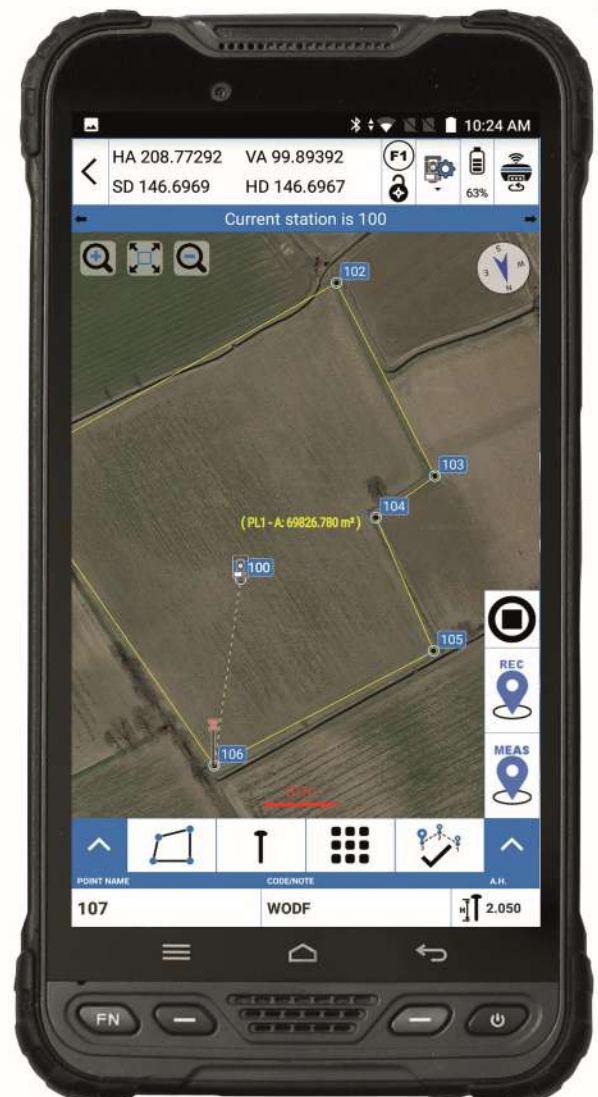 10:24 AM
HA 208.77292 VA 99.89392 F1
SD 146.6969 HD 146.6967 63%
Current station is 100
102
S
W
E
N
103
104
( PL1 - A: 69826.780 m² )
100
105
REC
106
MEAS
POINT NAME CODE/NOTE A.H.
107 WODF H 2.050
FN